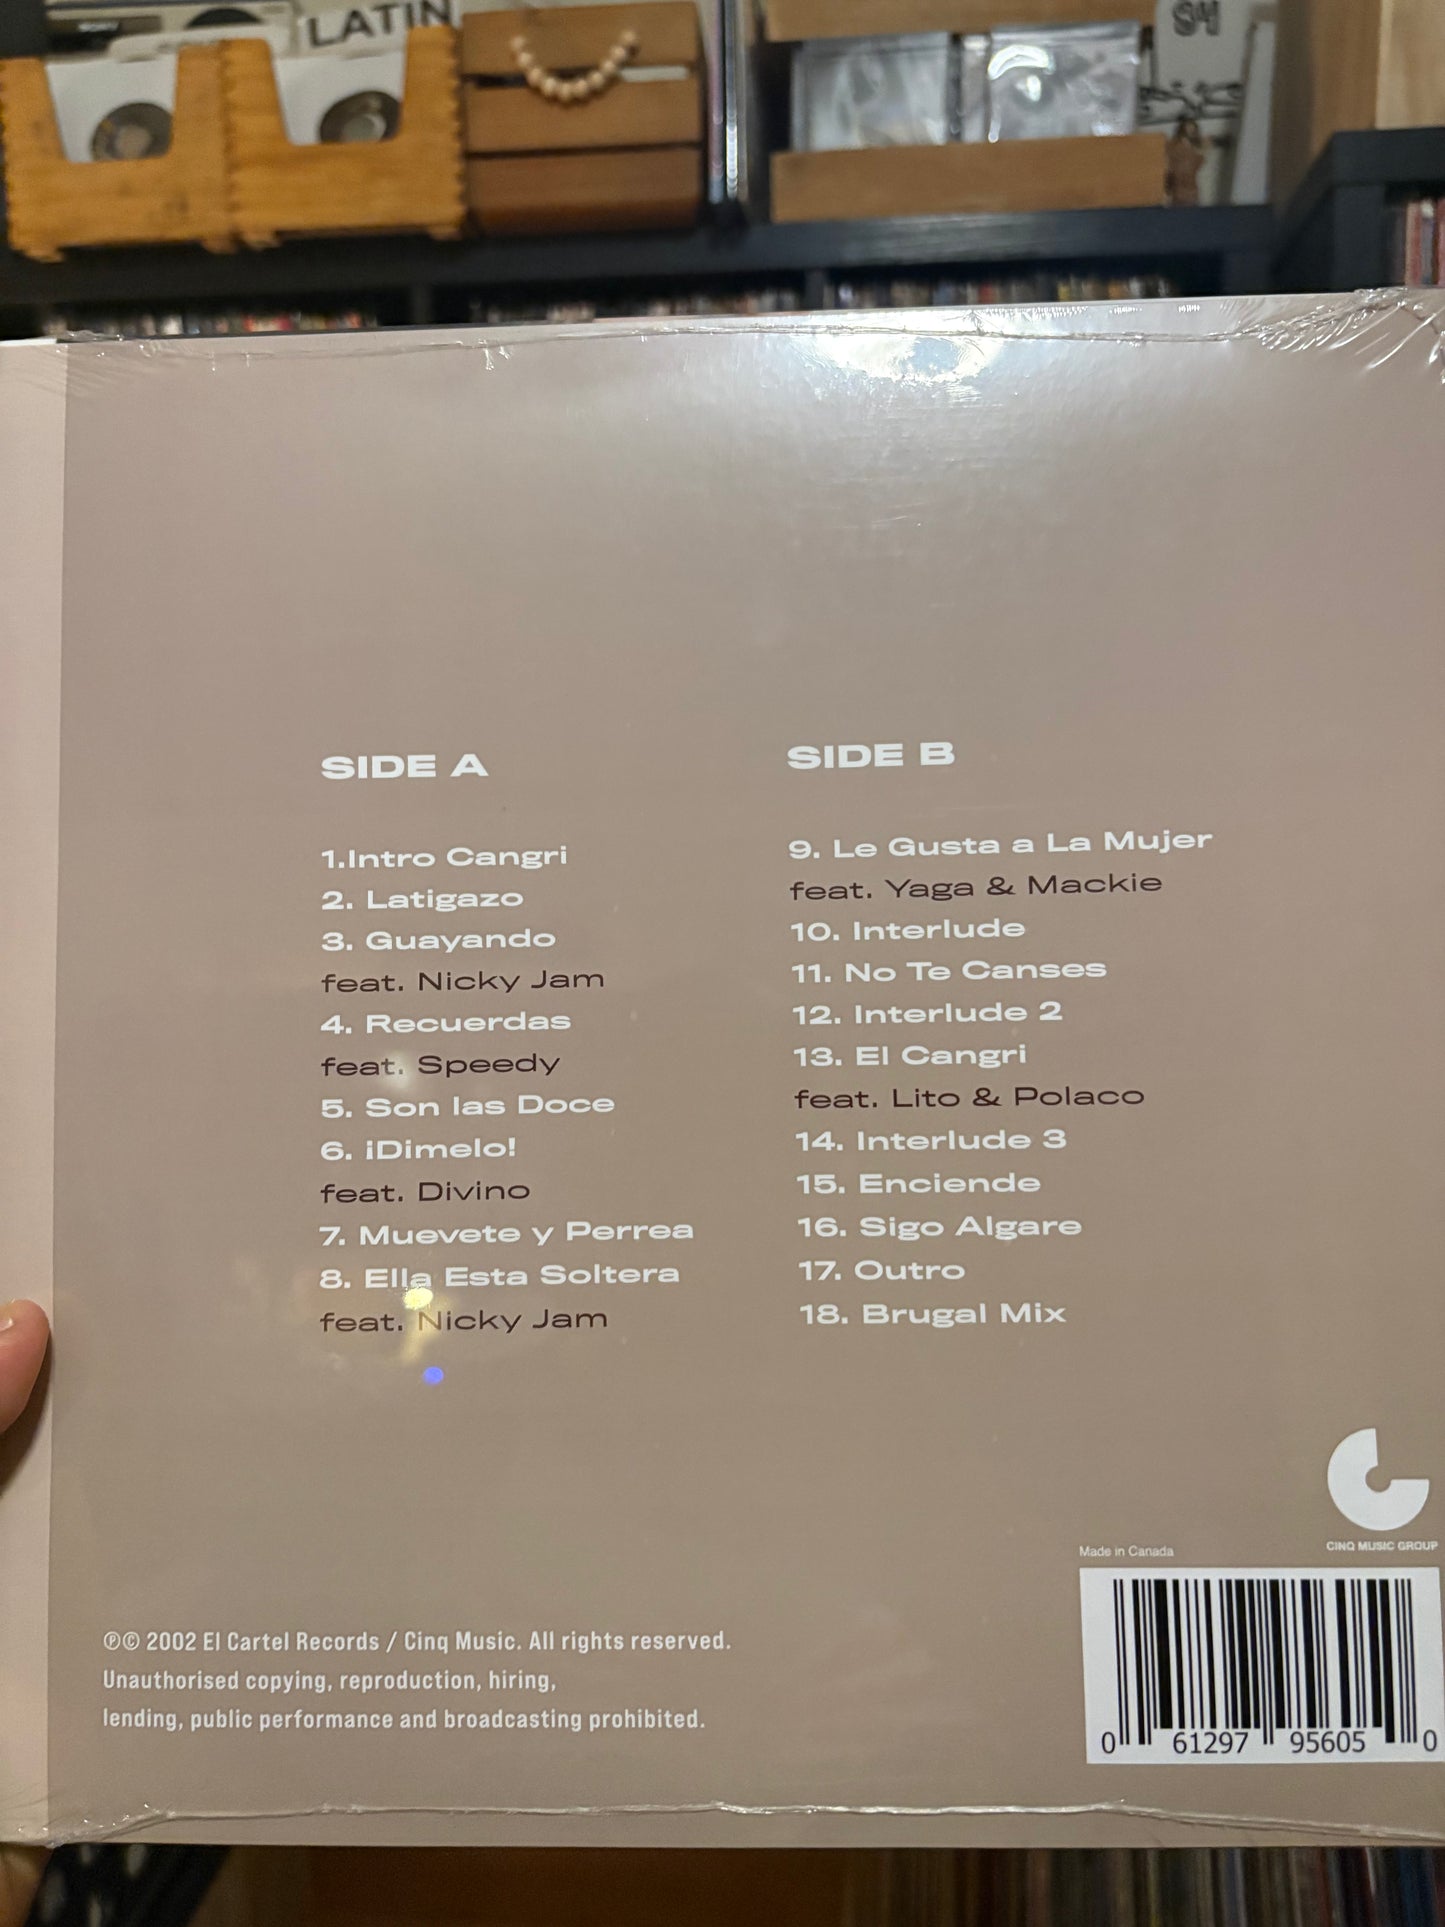 LATIN
SIDE A
1.Intro Cangri
2. Latigazo
3. Guayando
feat. Nicky Jam
4. Recuerdas
feat. Speedy
5. Son las Doce
6. ¡Dimelo!
feat. Divino
7. Muevete y Perrea
8. Ella Esta Soltera
feat. Nicky Jam
SIDE B
9. Le Gusta a La Mujer
feat. Yaga & Mackie
10. Interlude
11. No Te Canses
12. Interlude 2
13. El Cangri
feat. Lito & Polaco
14. Interlude 3
15. Enciende
16. Sigo Algare
17. Outro
18. Brugal Mix
CINQ MUSIC GROUP
Made in Canada
℗© 2002 El Cartel Records / Cinq Music. All rights reserved.
Unauthorised copying, reproduction, hiring,
lending, public performance and broadcasting prohibited.
0 61297 95605 0